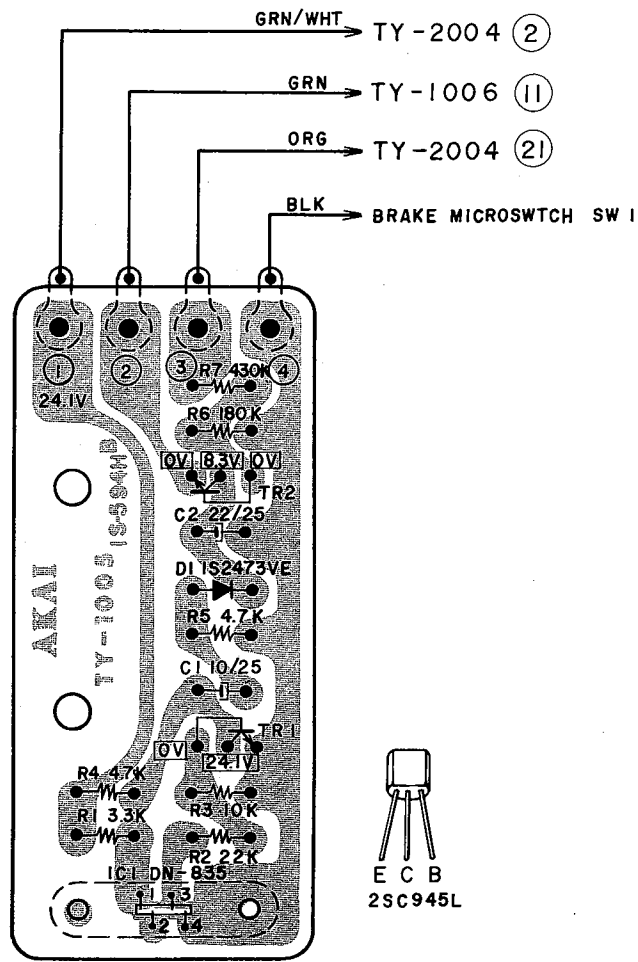 GRN/WHT TY-2004 2
GRN TY-1006 11
ORG TY-2004 21
BLK BRAKE MICROSWTCH SW 1
1 2 3 4
24.1V
R7 430K
R6 180K
0V 8.3V 0V
TR2
C2 22/25
D1 1S2473VE
R5 4.7K
C1 10/25
TR1
0V
24.1V
R4 4.7K
R3 10K
R1 3.3K
R2 22K
IC1 DN-835
1 3
2 4
AKAI
TY-1005
E C B
2SC945L